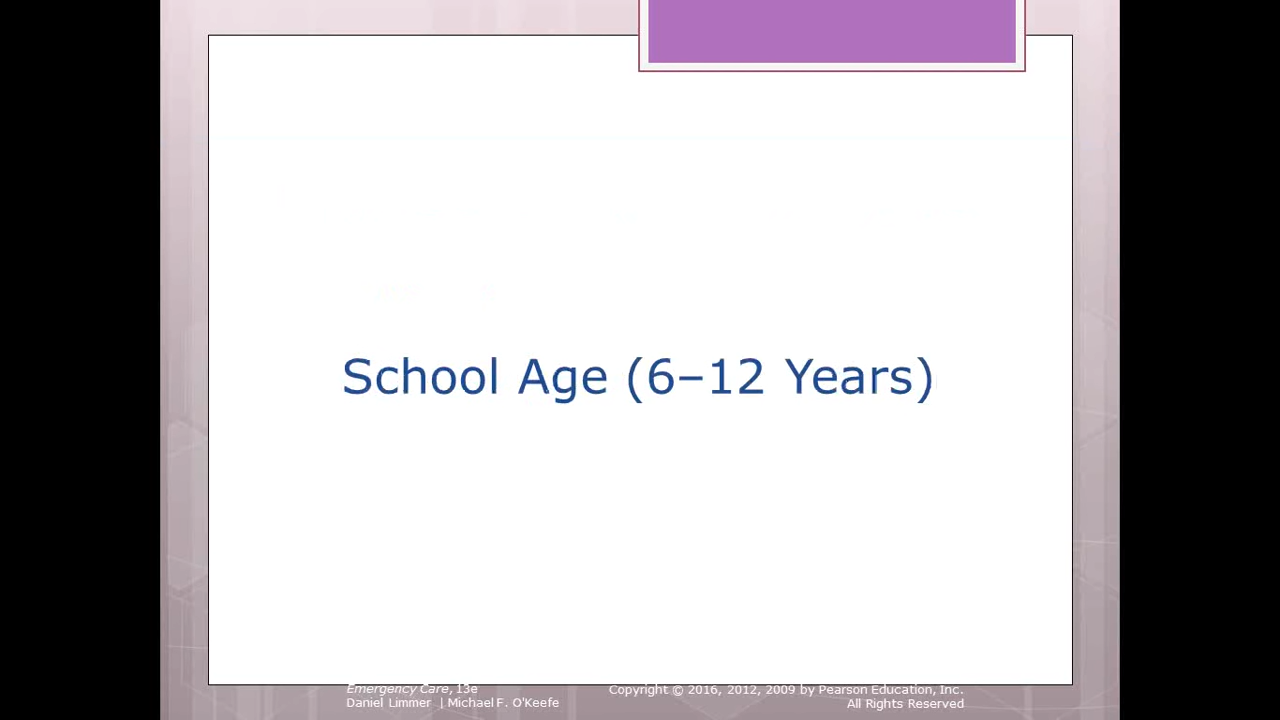 School Age (6–12 Years)
Emergency Care, 13e
Daniel Limmer | Michael F. O'Keefe
Copyright © 2016, 2012, 2009 by Pearson Education, Inc.
All Rights Reserved